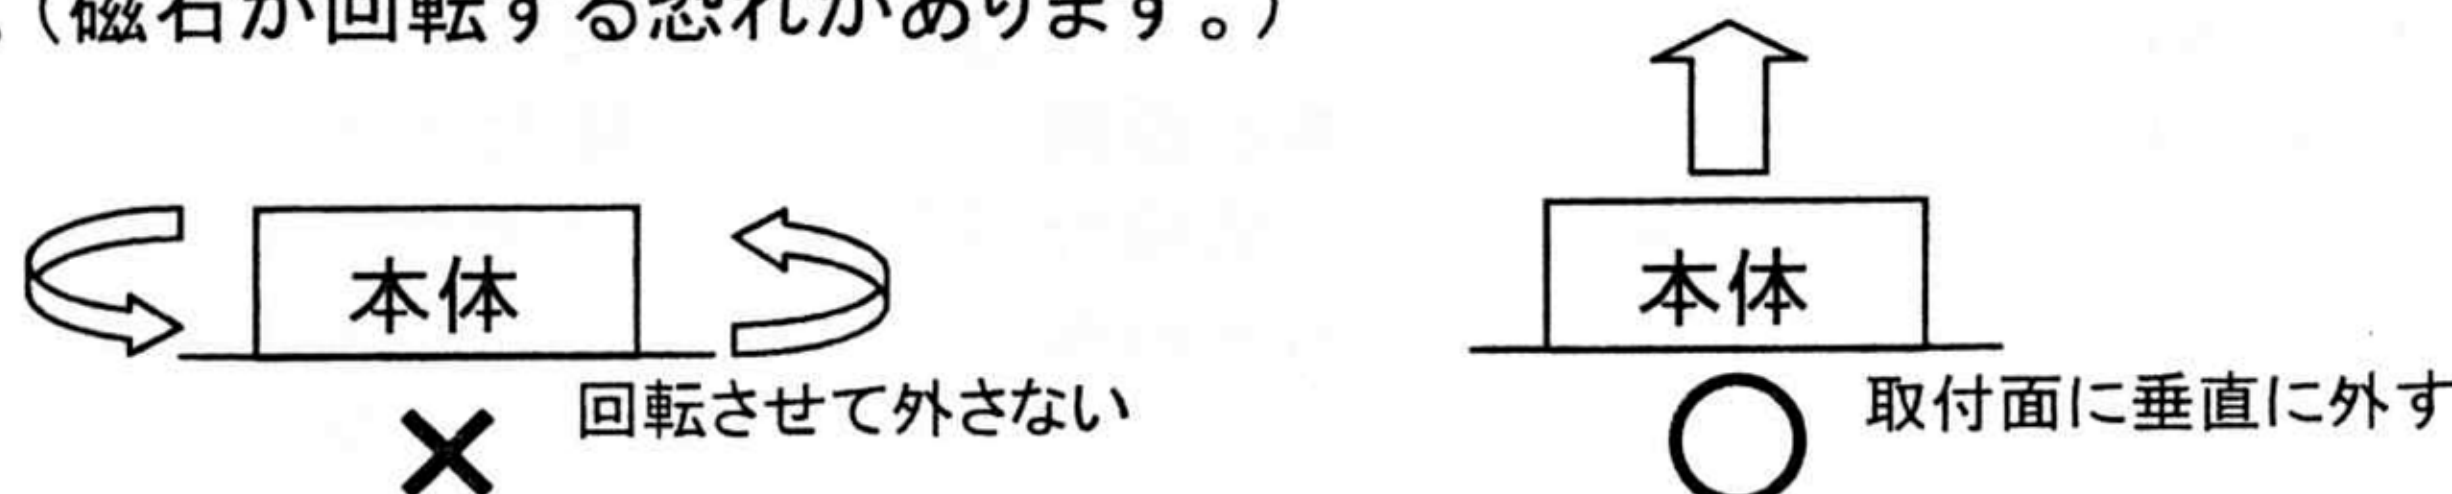 （磁石が回転する恐れがあります。）
本体
本体
回転させて外さない
取付面に垂直に外す